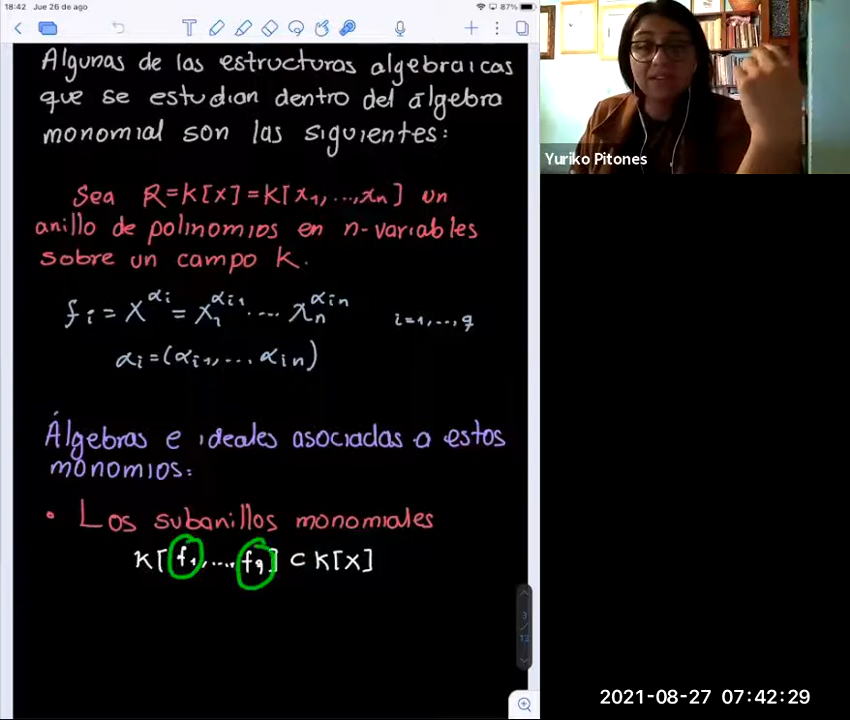 18:42 Jue 26 de ago
87%
Algunas de las estructuras algebraicas
que se estudian dentro del álgebra
monomial son las siguientes:
Sea R=K[x]=K[x₁,...,xₙ] un
anillo de polinomios en n-variables
sobre un campo K.
fᵢ = x^αᵢ = x₁^αᵢ₁ .... xₙ^αᵢₙ i=1,...,q
αᵢ=(αᵢ₁,... αᵢₙ)
Álgebras e ideales asociadas a estos
monomios:
• Los subanillos monomiales
K[f₁,...,f_q] ⊂ K[x]
3
/
13
Yuriko Pitones
2021-08-27 07:42:29